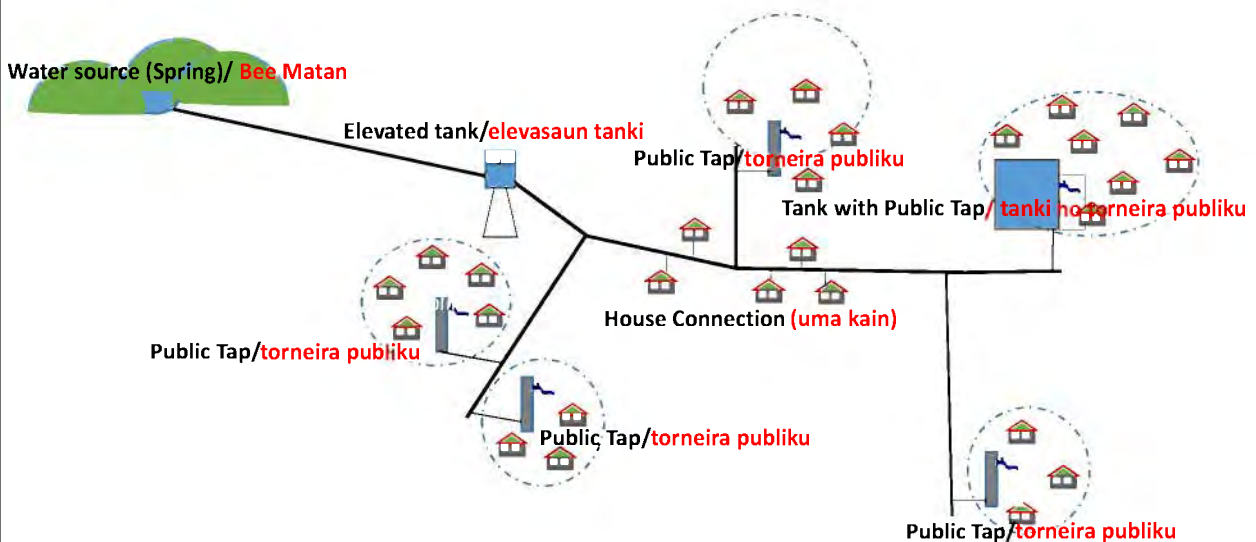 Water source (Spring)/ Bee Matan
Elevated tank/elevasaun tanki
Public Tap/torneira publiku
Tank with Public Tap/ tanki ho torneira publiku
House Connection (uma kain)
Public Tap/torneira publiku
Public Tap/torneira publiku
Public Tap/torneira publiku